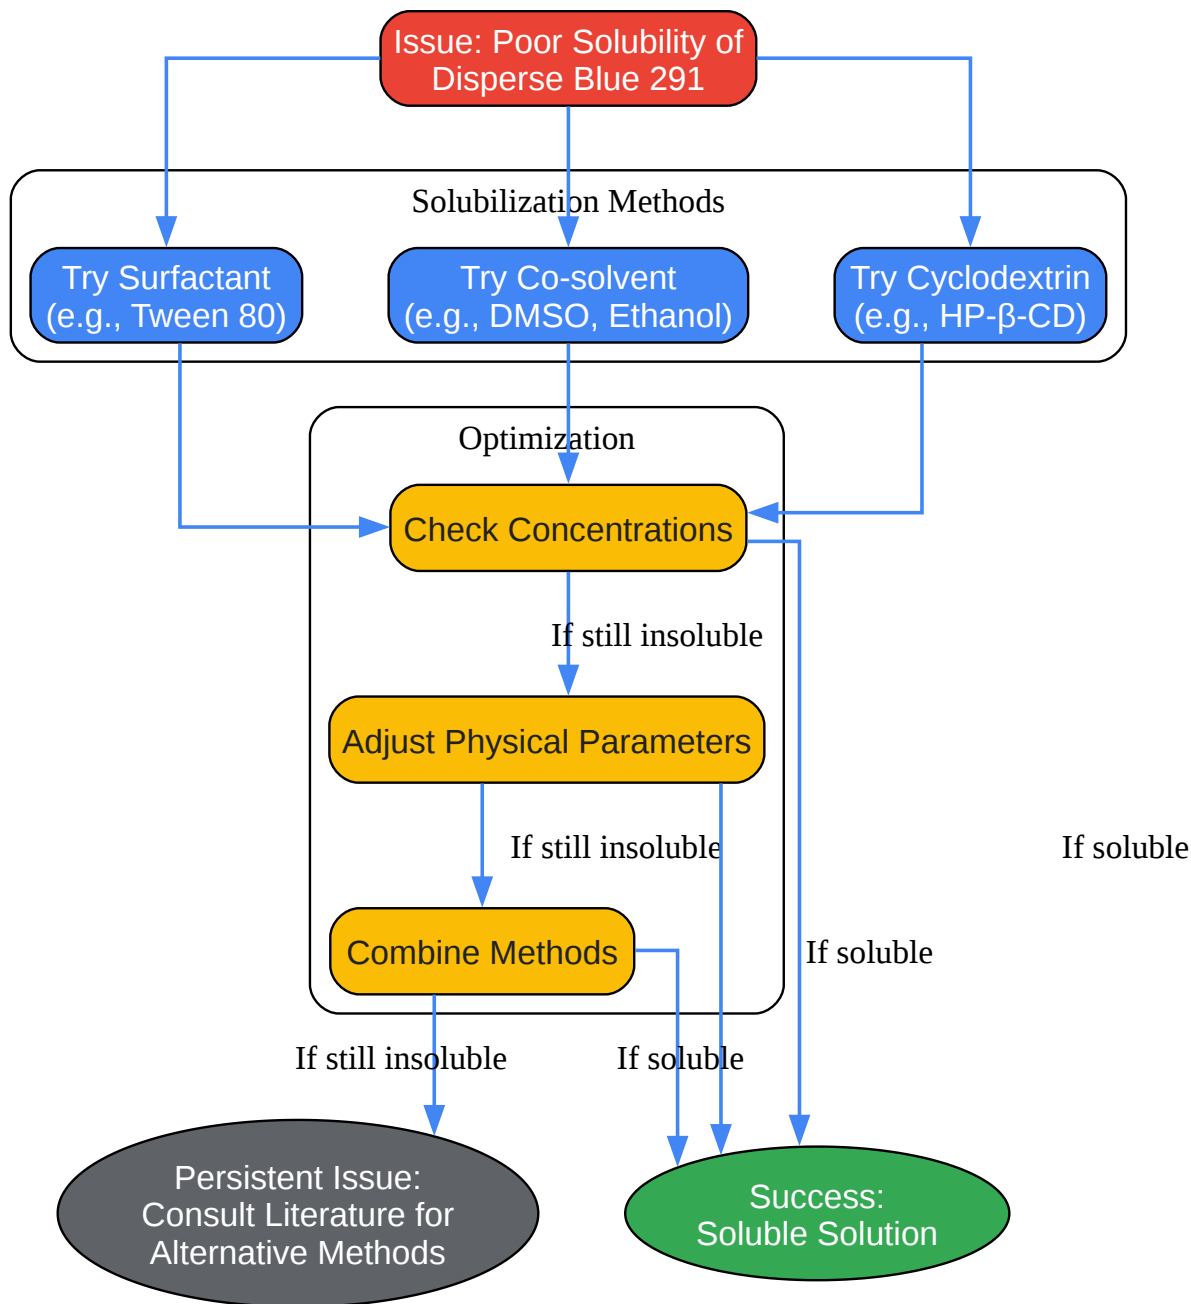 Issue: Poor Solubility of
Disperse Blue 291
Solubilization Methods
Try Surfactant
(e.g., Tween 80)
Try Co-solvent
(e.g., DMSO, Ethanol)
Try Cyclodextrin
(e.g., HP-β-CD)
Optimization
Check Concentrations
If still insoluble
Adjust Physical Parameters
If still insoluble
If soluble
Combine Methods
If soluble
If still insoluble
If soluble
Persistent Issue:
Consult Literature for
Alternative Methods
Success:
Soluble Solution